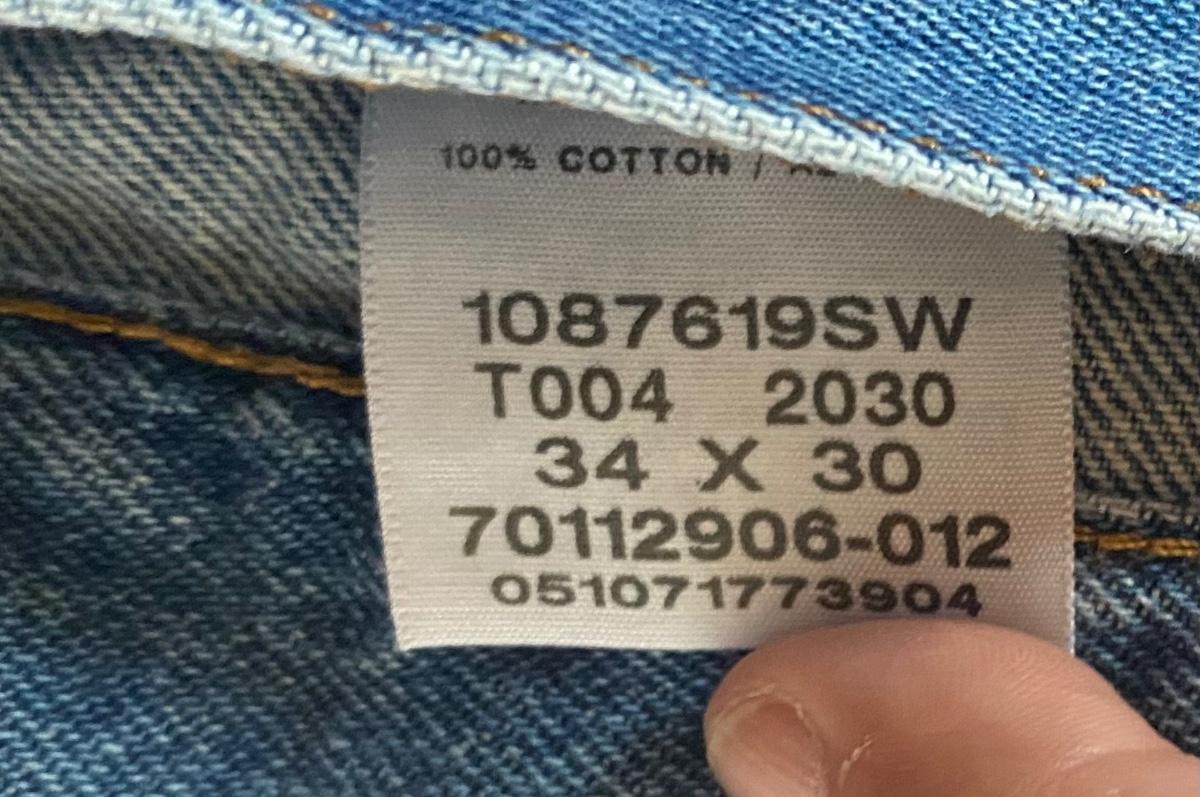 100% COTTON /
1087619SW
T004 2030
34 X 30
70112906-012
051071773904